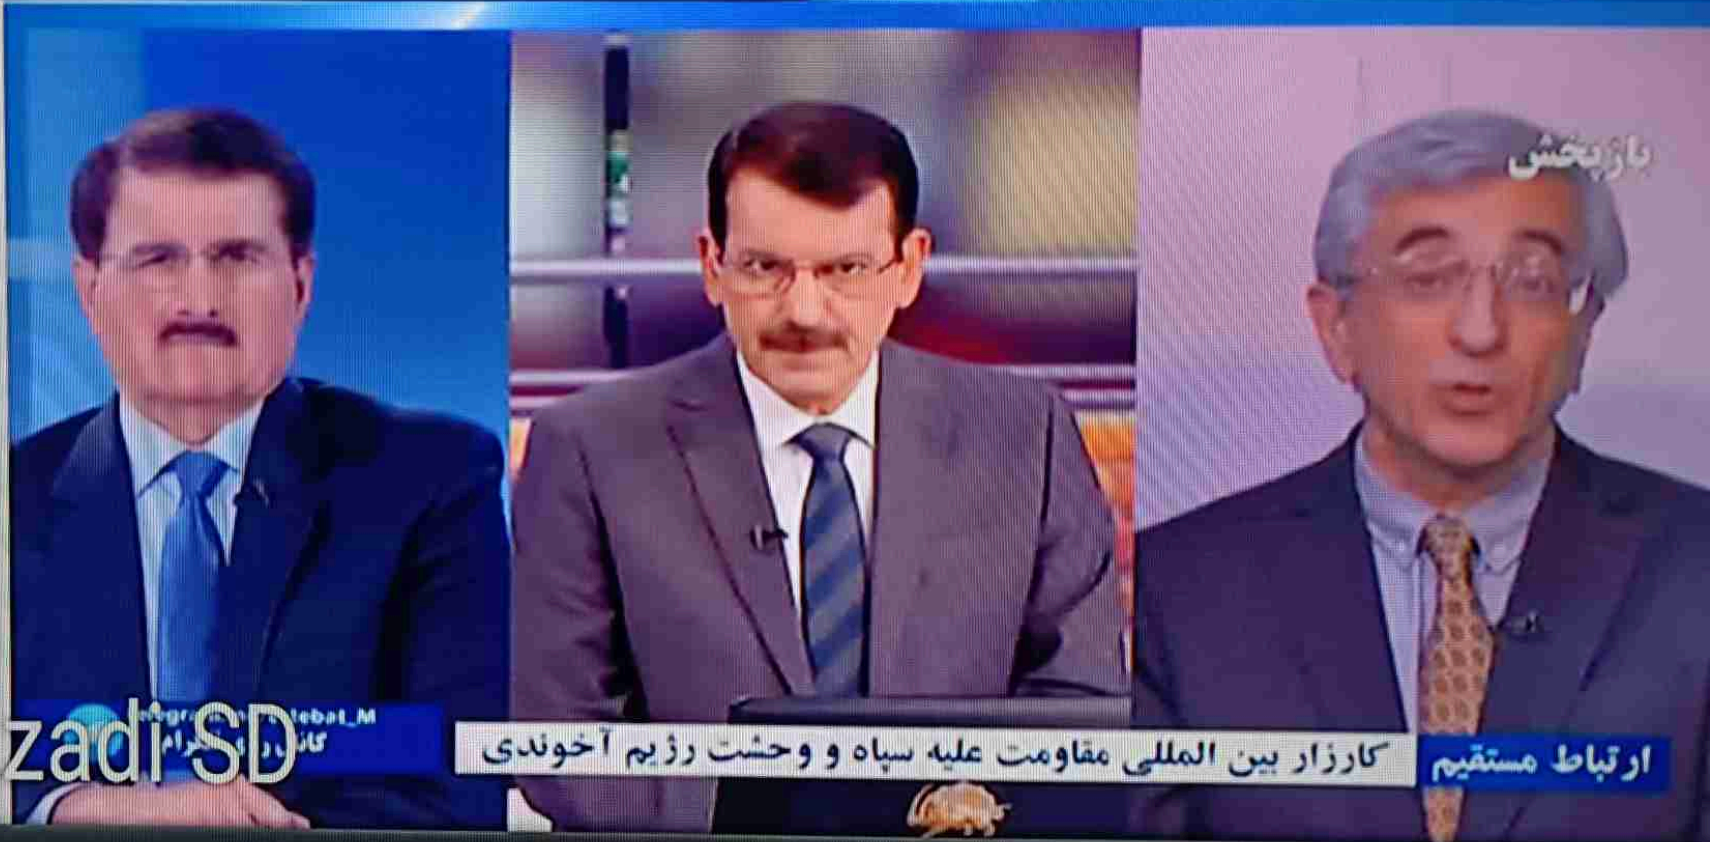 بازپخش
ارتباط مستقیم
کارزار بین المللی مقاومت علیه سپاه و وحشت رژیم آخوندی
zadi SD